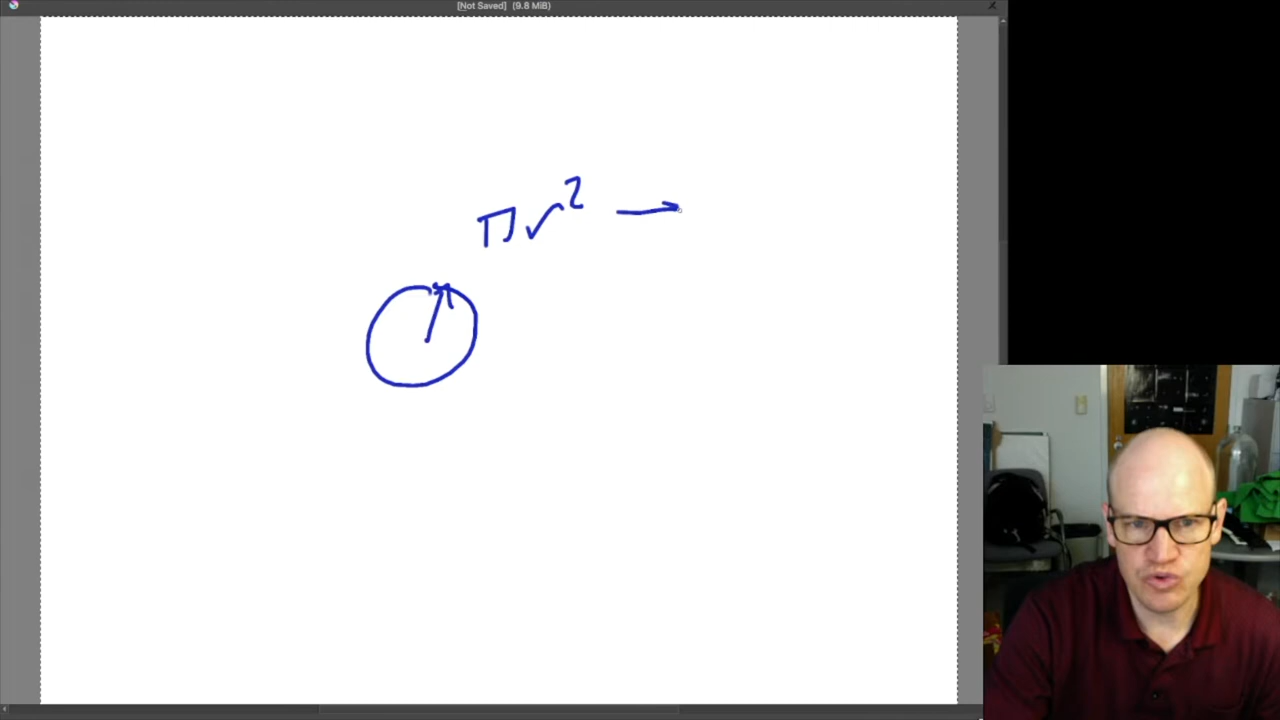 [Not Saved] (9.8 MiB)
πr² →